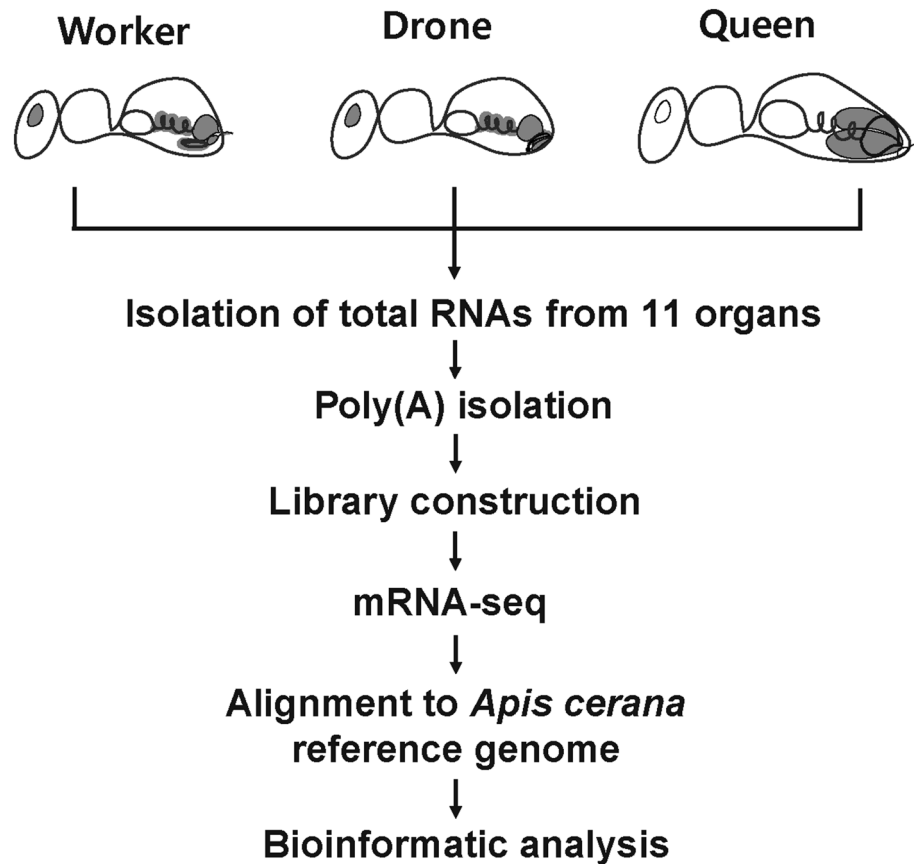 Worker Drone Queen
Isolation of total RNAs from 11 organs
Poly(A) isolation
Library construction
mRNA-seq
Alignment to Apis cerana
reference genome
Bioinformatic analysis